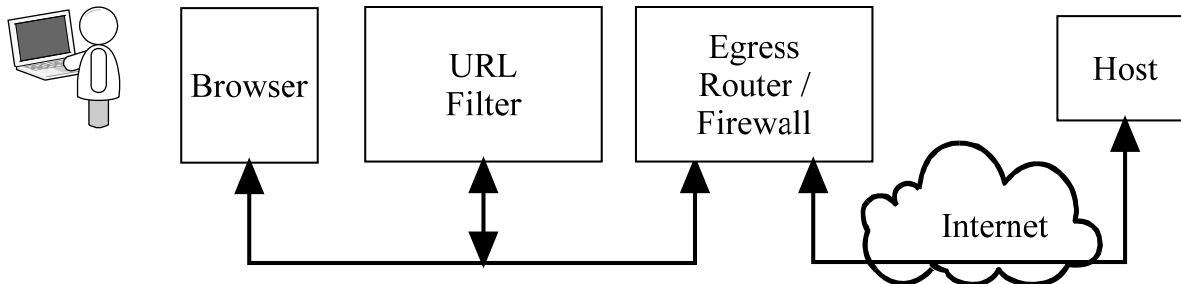 Browser
URL
Filter
Egress
Router /
Firewall
Host
Internet